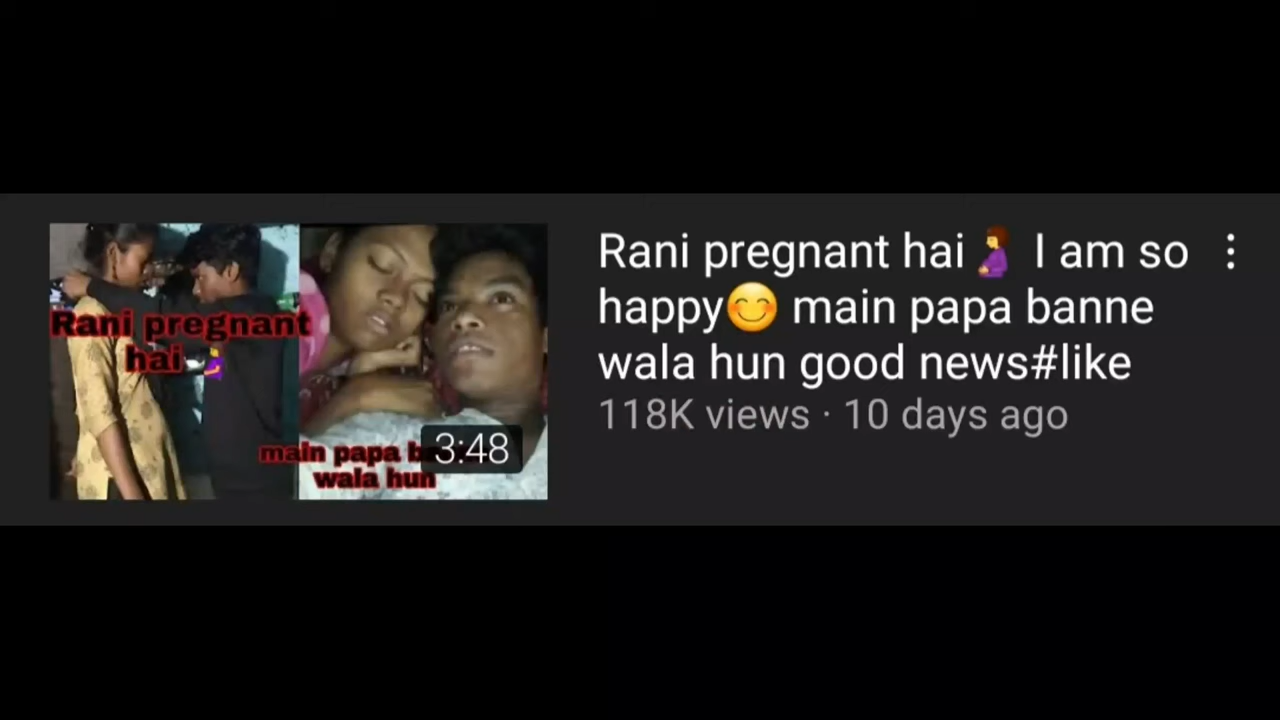 Rani pregnant
hai 🤰
main papa b
wala hun
3:48
Rani pregnant hai🤰 I am so
happy😊 main papa banne
wala hun good news#like
118K views · 10 days ago